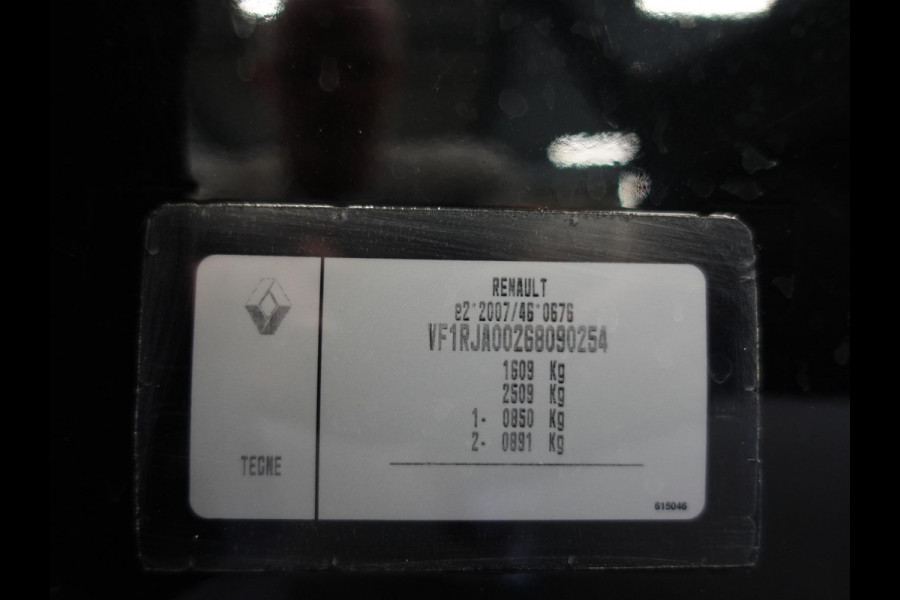 RENAULT
e2*2007/46*0676
VF1RJA00268090254
1609 Kg
2509 Kg
1- 0850 Kg
2- 0891 Kg
TEGNE
615046